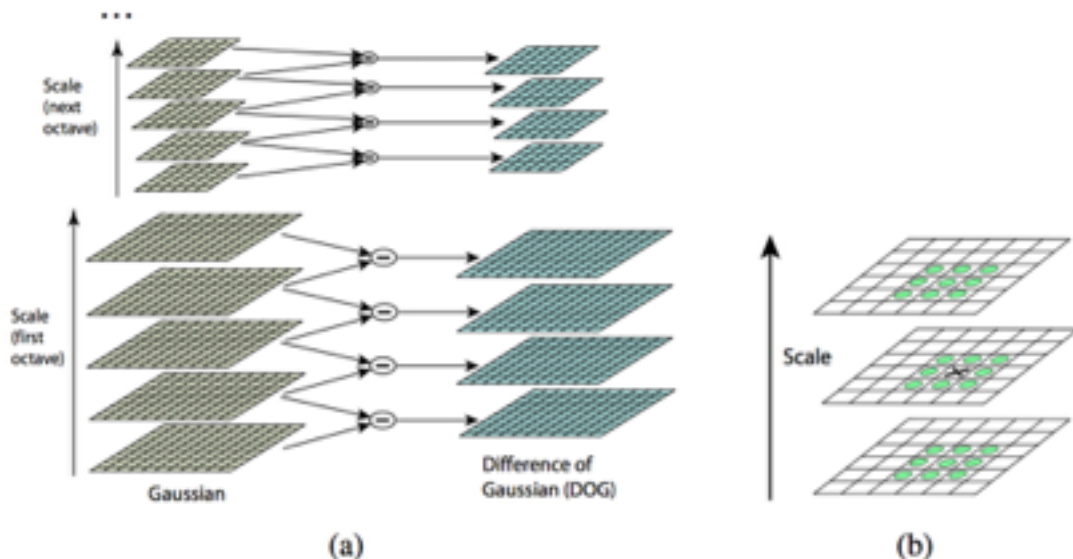 ...
Scale
(next
octave)
Scale
(first
octave)
Gaussian
Difference of
Gaussian (DOG)
(a)
Scale
(b)